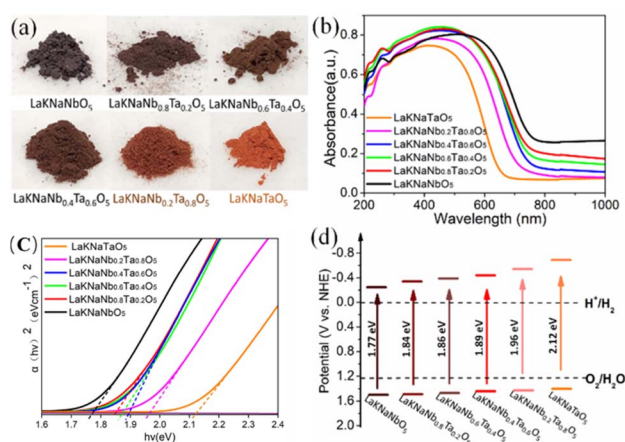 (a)
LaKNaNbO₅
LaKNaNb₀.₈Ta₀.₂O₅
LaKNaNb₀.₆Ta₀.₄O₅
LaKNaNb₀.₄Ta₀.₆O₅
LaKNaNb₀.₂Ta₀.₈O₅
LaKNaTaO₅
(b)
Absorbance(a.u.)
0.8
0.6
0.4
0.2
0.0
LaKNaTaO₅
LaKNaNb₀.₂Ta₀.₈O₅
LaKNaNb₀.₄Ta₀.₆O₅
LaKNaNb₀.₆Ta₀.₄O₅
LaKNaNb₀.₈Ta₀.₂O₅
LaKNaNbO₅
200 400 600 800 1000
Wavelength (nm)
(C)
α (hν) ² (eVcm⁻¹) ²
LaKNaTaO₅
LaKNaNb₀.₂Ta₀.₈O₅
LaKNaNb₀.₄Ta₀.₆O₅
LaKNaNb₀.₆Ta₀.₄O₅
LaKNaNb₀.₈Ta₀.₂O₅
LaKNaNbO₅
1.6 1.7 1.8 1.9 2.0 2.1 2.2 2.3 2.4
hν(eV)
(d)
Potential (V vs. NHE)
-0.8
-0.4
0.0
0.4
0.8
1.2
1.6
2.0
H⁺/H₂
O₂/H₂O
1.77 eV
1.84 eV
1.86 eV
1.89 eV
1.96 eV
2.12 eV
LaKNaNbO₅
LaKNaNb₀.₈Ta₀.₂O₅
LaKNaNb₀.₆Ta₀.₄O₅
LaKNaNb₀.₄Ta₀.₆O₅
LaKNaNb₀.₂Ta₀.₈O₅
LaKNaTaO₅